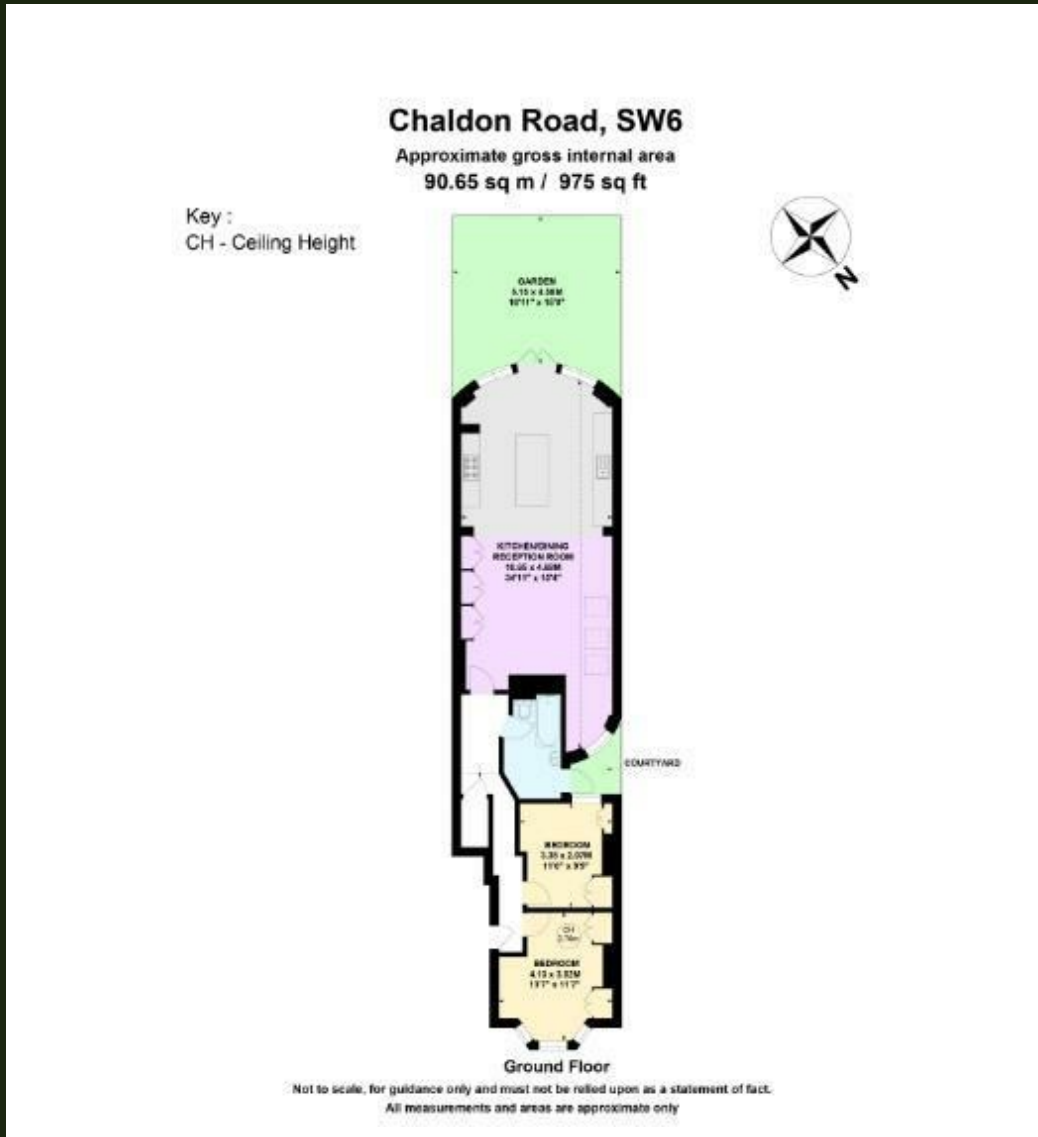 Chaldon Road, SW6
Approximate gross internal area
90.65 sq m / 975 sq ft
Key :
CH - Ceiling Height
N
GARDEN
KITCHEN/DINING
RECEPTION ROOM
COURTYARD
BEDROOM
CH
BEDROOM
Ground Floor
Not to scale, for guidance only and must not be relied upon as a statement of fact.
All measurements and areas are approximate only